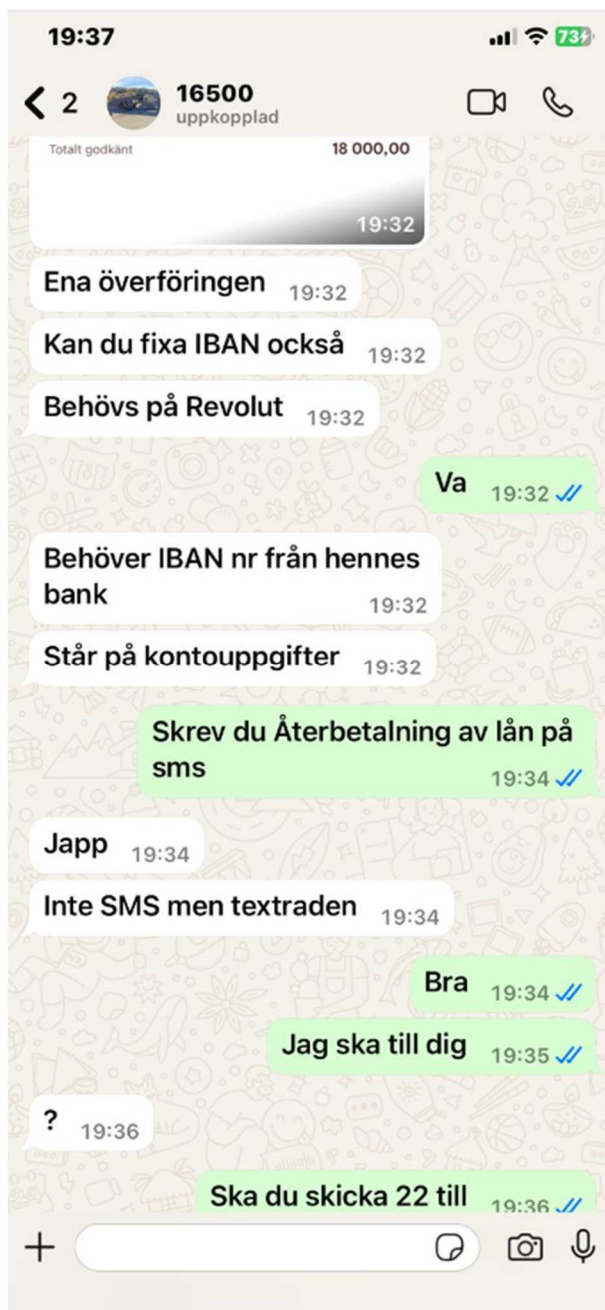 19:37
73
2
16500
uppkopplad
Totalt godkänt 18 000,00
19:32
Ena överföringen 19:32
Kan du fixa IBAN också 19:32
Behövs på Revolut 19:32
Va 19:32
Behöver IBAN nr från hennes
bank 19:32
Står på kontouppgifter 19:32
Skrev du Återbetalning av lån på
sms 19:34
Japp 19:34
Inte SMS men textraden 19:34
Bra 19:34
Jag ska till dig 19:35
? 19:36
Ska du skicka 22 till 19:36